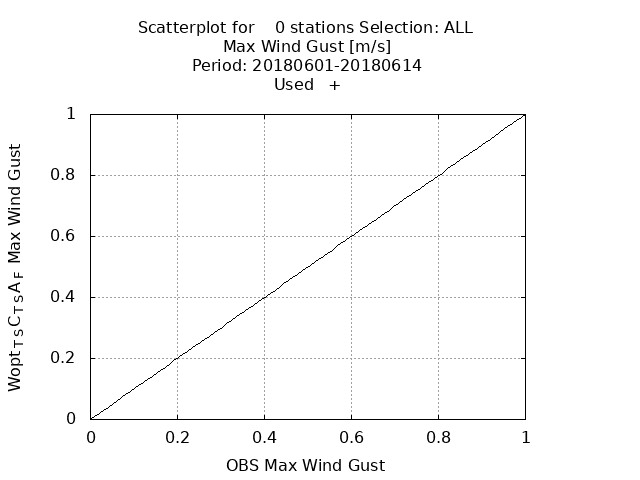 Scatterplot for    0 stations Selection: ALL
Max Wind Gust [m/s]
Period: 20180601-20180614
Used   +
1
0.8
0.6
0.4
0.2
0
WoptTSCTSAF Max Wind Gust
0 0.2 0.4 0.6 0.8 1
OBS Max Wind Gust